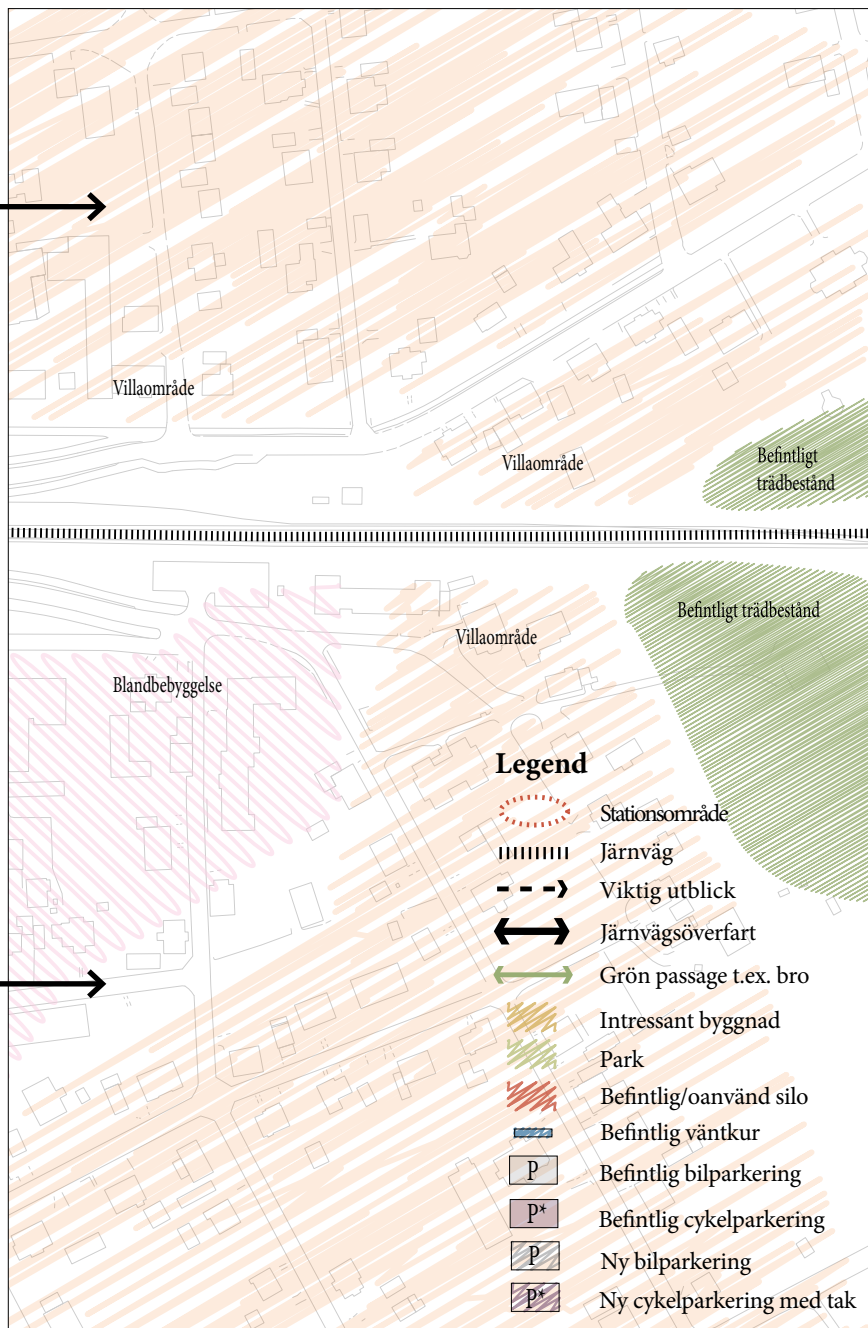 Villaområde
Villaområde
Befintligt
trädbestånd
Villaområde
Befintligt trädbestånd
Blandbebyggelse
Legend
Stationsområde
Järnväg
Viktig utblick
Järnvägsöverfart
Grön passage t.ex. bro
Intressant byggnad
Park
Befintlig/oanvänd silo
Befintlig väntkur
P Befintlig bilparkering
P* Befintlig cykelparkering
P Ny bilparkering
P* Ny cykelparkering med tak